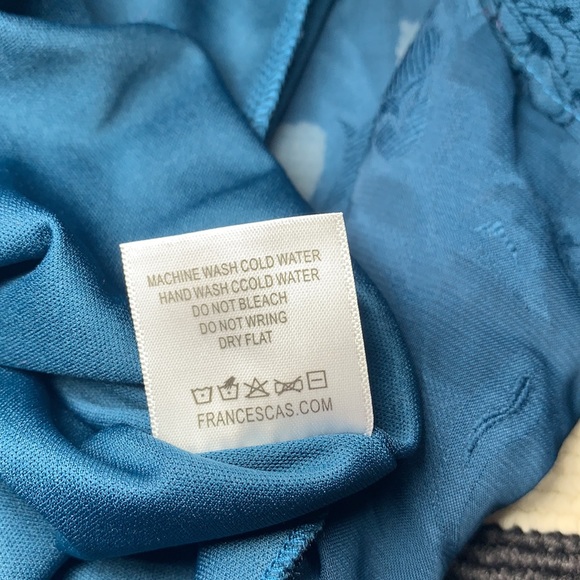 MACHINE WASH COLD WATER
HAND WASH CCOLD WATER
DO NOT BLEACH
DO NOT WRING
DRY FLAT
FRANCESCAS.COM